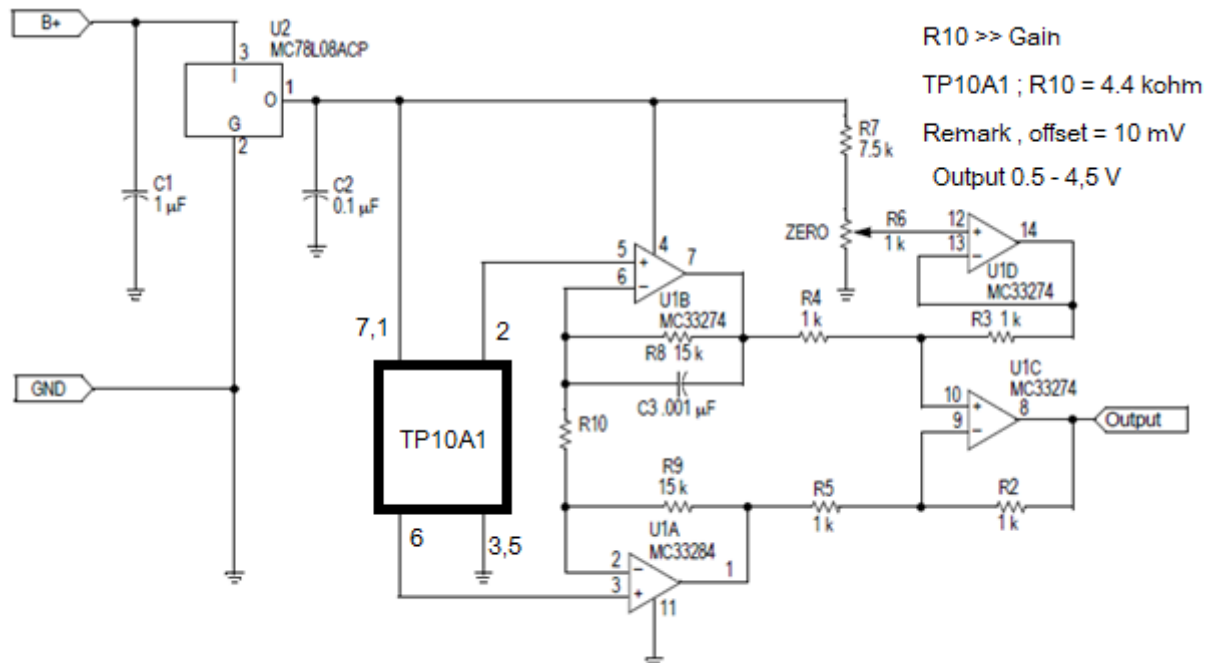 B+
U2
MC78L08ACP
3
I
O
1
G
2
C1
1 µF
C2
0.1 µF
R10 >> Gain
TP10A1 ; R10 = 4.4 kohm
Remark , offset = 10 mV
Output 0.5 - 4,5 V
R7
7.5 k
ZERO
R6
1 k
12
+
13
−
14
U1D
MC33274
5
+
6
−
4
7
U1B
MC33274
R4
1 k
R3 1 k
R8 15 k
C3 .001 µF
7,1
2
GND
TP10A1
R10
U1C
MC33274
10
+
9
−
8
Output
R9
15 k
R5
1 k
R2
1 k
6
3,5
U1A
MC33284
2
−
3
+
1
11